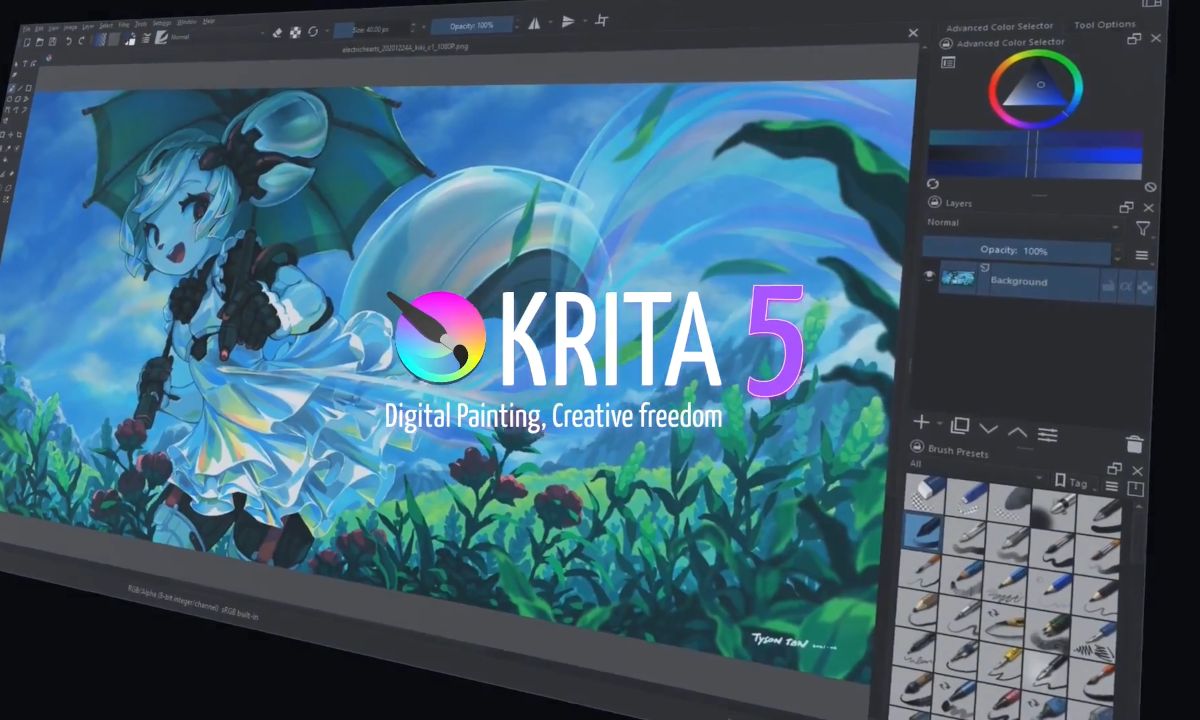 File Edit View Image Layer Select Filter Tools Settings Window Help
Normal
Size: 40.00 px
Opacity: 100%
Advanced Color Selector
Tool Options
Advanced Color Selector
Layers
Normal
Opacity: 100%
Background
KRITA 5
Digital Painting, Creative freedom
Brush Presets
All
Tag
RGB/Alpha (8-bit integer/channel) sRGB built-in
TYSON TAN